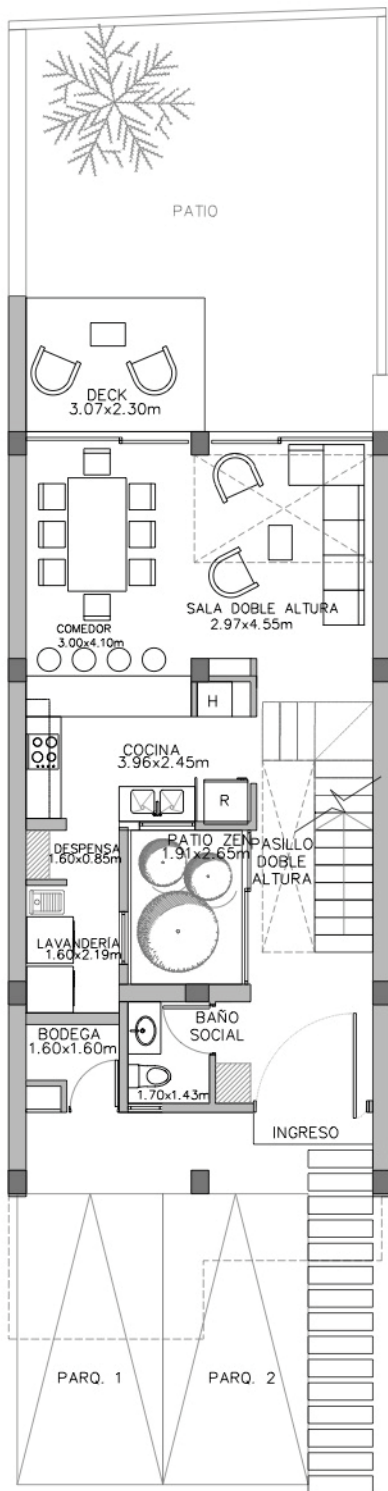 PATIO
DECK
3.07x2.30m
SALA DOBLE ALTURA
2.97x4.55m
COMEDOR
3.00x4.10m
H
COCINA
3.96x2.45m
R
PATIO ZEN
1.91x2.65m
PASILLO
DOBLE
ALTURA
DESPENSA
1.60x0.85m
LAVANDERÍA
1.60x2.19m
BODEGA
1.60x1.60m
BAÑO
SOCIAL
1.70x1.43m
INGRESO
PARQ. 1
PARQ. 2